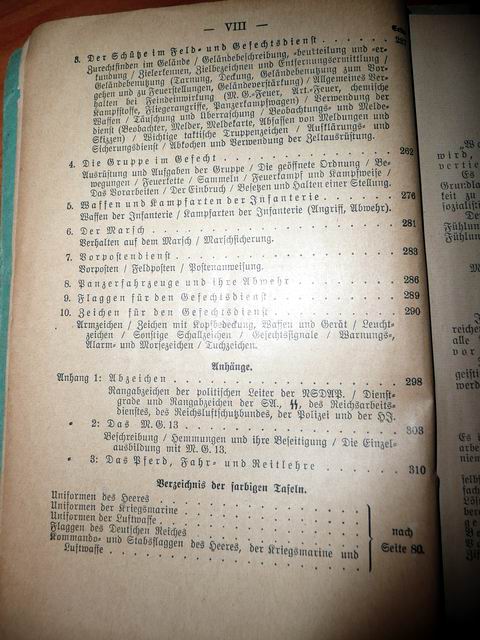 — VIII —
Seite
3. Der Schütze im Feld- und Gefechtsdienst . . . . . .
Zurechtfinden im Gelände / Geländebeschreibung, -beurteilung und -er-
kundung / Zielerkennen, Zielbezeichnen und Entfernungsermittlung /
Geländebenutzung (Tarnung, Deckung, Geländebenutzung zum Vor-
gehen und zu Feuerstellungen, Geländeverstärkung) / Allgemeines Ver-
halten bei Feindeinwirkung (M. G.-Feuer, Art.-Feuer, chemische
Kampfstoffe, Fliegerangriffe, Panzerkampfwagen) / Verwendung der
Waffen / Täuschung und Überraschung / Beobachtungs- und Melde-
dienst (Beobachter, Melder, Meldekarte, Abfassen von Meldungen und
Skizzen) / Wichtige taktische Truppenzeichen / Aufklärungs- und
Sicherungsdienst / Abkochen und Verwendung der Zeltausrüstung.
4. Die Gruppe im Gefecht . . . . . . 262
Ausrüstung und Aufgaben der Gruppe / Die geöffnete Ordnung / Be-
wegungen / Feuerkette / Sammeln / Feuerkampf und Kampfweise /
Das Vorarbeiten / Der Einbruch / Besetzen und Halten einer Stellung.
5. Waffen und Kampfarten der Infanterie . . . . . . 276
Waffen der Infanterie / Kampfarten der Infanterie (Angriff, Abwehr).
6. Der Marsch . . . . . . 281
Verhalten auf dem Marsch / Marschsicherung.
7. Vorpostendienst . . . . . . 283
Vorposten / Feldposten / Postenanweisung.
8. Panzerfahrzeuge und ihre Abwehr . . . . . . 286
9. Flaggen für den Gefechtsdienst . . . . . . 289
10. Zeichen für den Gefechtsdienst . . . . . . 290
Armzeichen / Zeichen mit Kopfbedeckung, Waffen und Gerät / Leucht-
zeichen / Sonstige Schallzeichen / Gefechtssignale / Warnungs-,
Alarm- und Morsezeichen / Tuchzeichen.
Anhänge.
Anhang 1: Abzeichen . . . . . . 298
Rangabzeichen der politischen Leiter der NSDAP. / Dienst-
grade und Rangabzeichen der SA., SS, des Reichsarbeits-
dienstes, des Reichsluftschutzbundes, der Polizei und der HJ.
" 2: Das M. G. 13 . . . . . . 303
Beschreibung / Hemmungen und ihre Beseitigung / Die Einzel-
ausbildung mit M. G. 13.
" 3: Das Pferd, Fahr- und Reitlehre . . . . . . 310
Verzeichnis der farbigen Tafeln.
Uniformen des Heeres . . . . . .
Uniformen der Kriegsmarine . . . . . .
Uniformen der Luftwaffe . . . . . .
Flaggen des Deutschen Reiches . . . . . .
Kommando- und Stabsflaggen des Heeres, der Kriegsmarine und
Luftwaffe . . . . . .
nach
Seite 80.